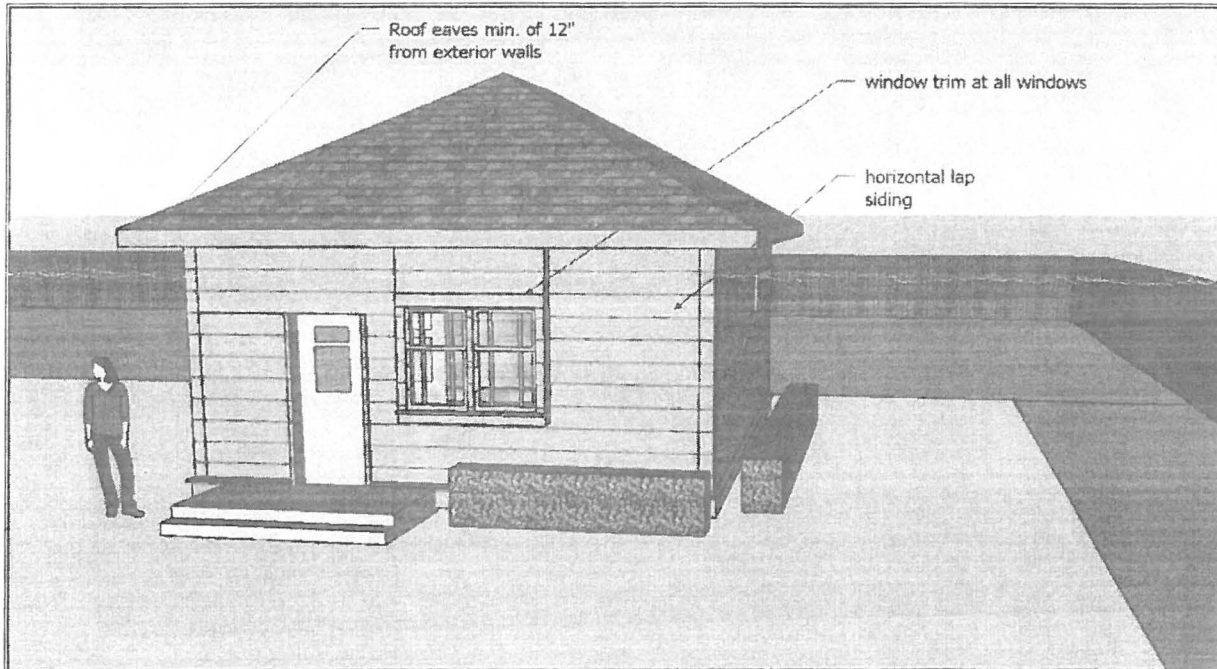 Roof eaves min. of 12"
from exterior walls
window trim at all windows
horizontal lap
siding